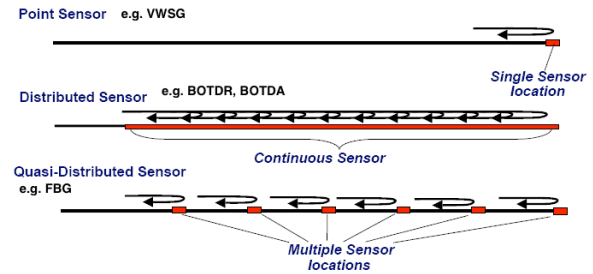 Point Sensor e.g. VWSG
Single Sensor
location
Distributed Sensor e.g. BOTDR, BOTDA
Continuous Sensor
Quasi-Distributed Sensor
e.g. FBG
Multiple Sensor
locations